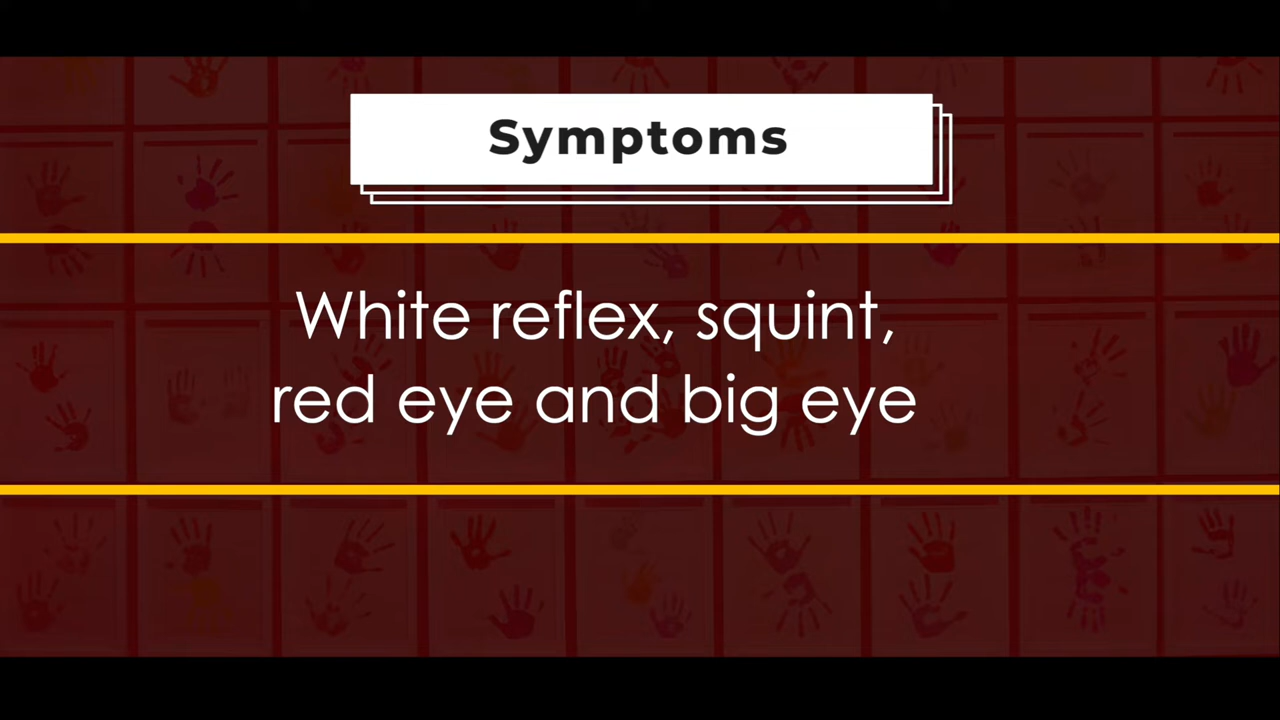 Symptoms
White reflex, squint,
red eye and big eye